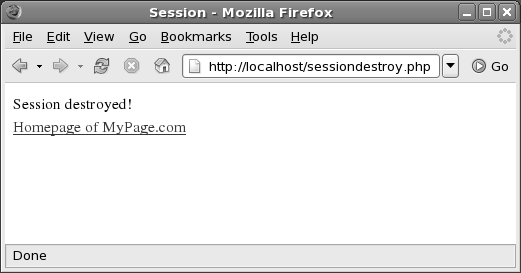 Session - Mozilla Firefox
File Edit View Go Bookmarks Tools Help
http://localhost/sessiondestroy.php Go
Session destroyed!
Homepage of MyPage.com
Done